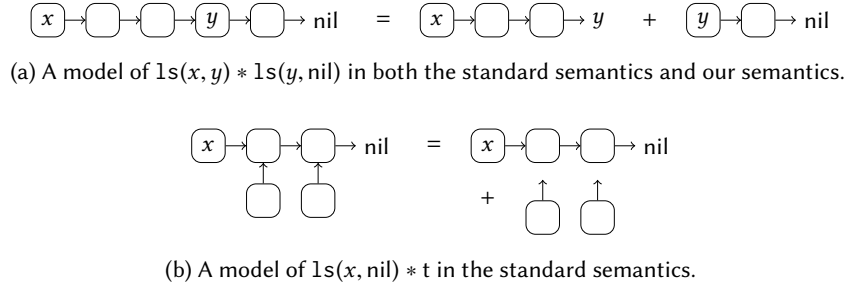 x y nil = x y + y nil
(a) A model of ls(x, y) ∗ ls(y, nil) in both the standard semantics and our semantics.
x nil = x nil
+
(b) A model of ls(x, nil) ∗ t in the standard semantics.